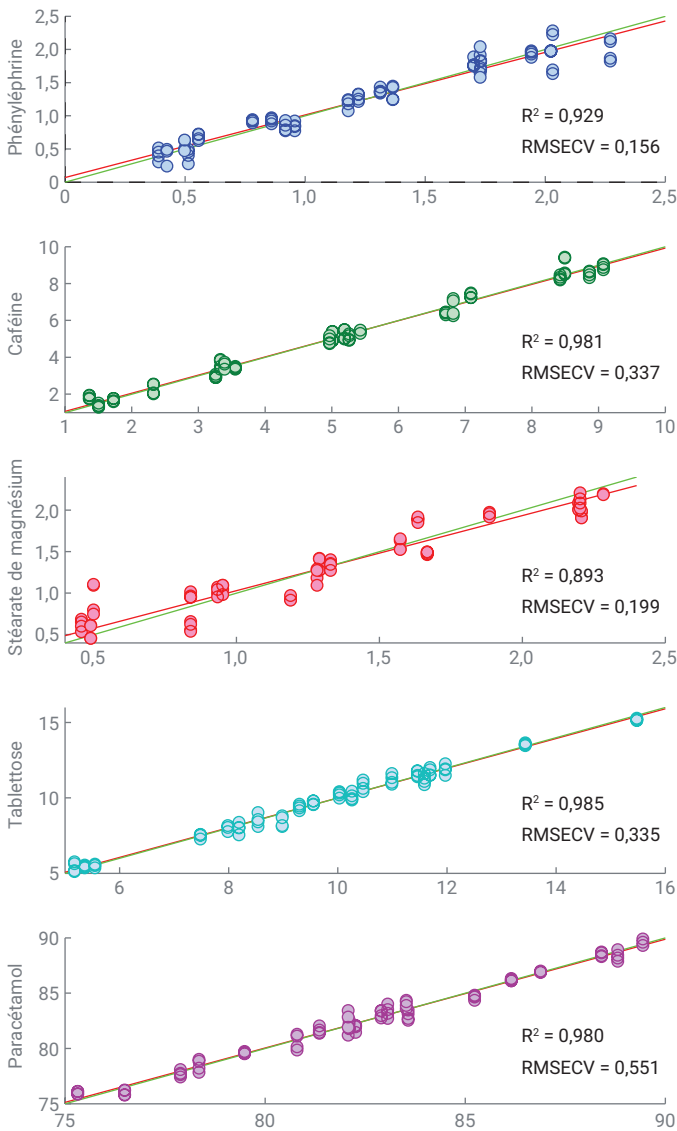 Phényléphrine
2,5
2,0
1,5
1,0
0,5
0
R² = 0,929
RMSECV = 0,156
0 0,5 1,0 1,5 2,0 2,5
Caféine
10
8
6
4
2
R² = 0,981
RMSECV = 0,337
1 2 3 4 5 6 7 8 9 10
Stéarate de magnésium
2,0
1,5
1,0
0,5
R² = 0,893
RMSECV = 0,199
0,5 1,0 1,5 2,0 2,5
Tablettose
15
10
5
R² = 0,985
RMSECV = 0,335
6 8 10 12 14 16
Paracétamol
90
85
80
75
R² = 0,980
RMSECV = 0,551
75 80 85 90